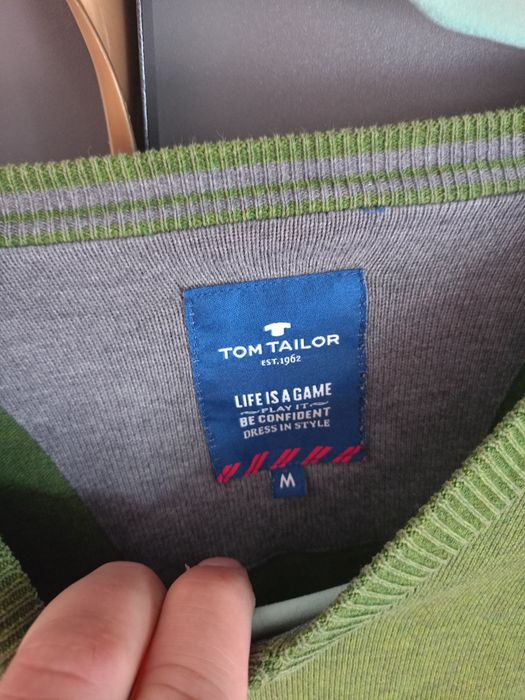 TOM TAILOR
EST.1962
LIFE IS A GAME
PLAY IT
BE CONFIDENT
DRESS IN STYLE
M